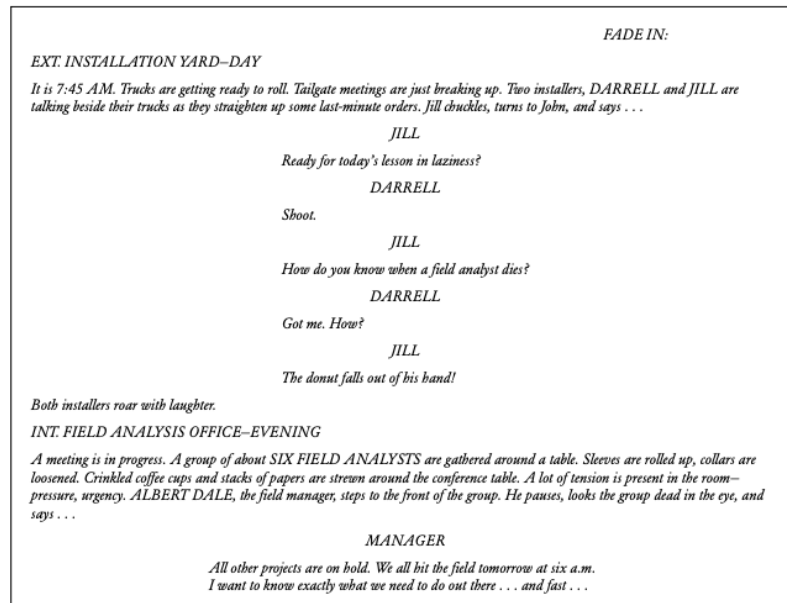 FADE IN:
EXT. INSTALLATION YARD–DAY
It is 7:45 AM. Trucks are getting ready to roll. Tailgate meetings are just breaking up. Two installers, DARRELL and JILL are
talking beside their trucks as they straighten up some last-minute orders. Jill chuckles, turns to John, and says . . .
JILL
Ready for today's lesson in laziness?
DARRELL
Shoot.
JILL
How do you know when a field analyst dies?
DARRELL
Got me. How?
JILL
The donut falls out of his hand!
Both installers roar with laughter.
INT. FIELD ANALYSIS OFFICE–EVENING
A meeting is in progress. A group of about SIX FIELD ANALYSTS are gathered around a table. Sleeves are rolled up, collars are
loosened. Crinkled coffee cups and stacks of papers are strewn around the conference table. A lot of tension is present in the room–
pressure, urgency. ALBERT DALE, the field manager, steps to the front of the group. He pauses, looks the group dead in the eye, and
says . . .
MANAGER
All other projects are on hold. We all hit the field tomorrow at six a.m.
I want to know exactly what we need to do out there . . . and fast . . .